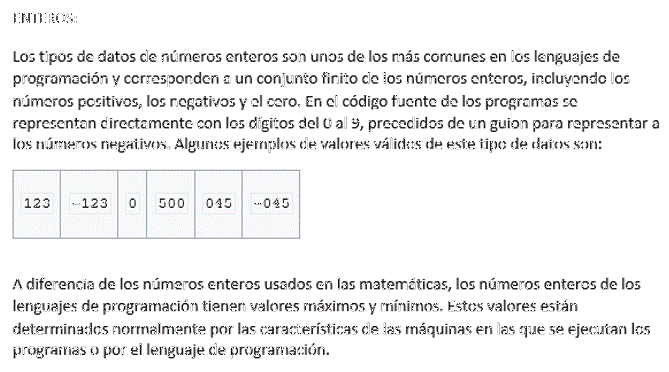 ENTEROS:
Los tipos de datos de números enteros son unos de los más comunes en los lenguajes de
programación y corresponden a un conjunto finito de los números enteros, incluyendo los
números positivos, los negativos y el cero. En el código fuente de los programas se
representan directamente con los dígitos del 0 al 9, precedidos de un guion para representar a
los números negativos. Algunos ejemplos de valores válidos de este tipo de datos son:
123 -123 0 500 045 -045
A diferencia de los números enteros usados en las matemáticas, los números enteros de los
lenguajes de programación tienen valores máximos y mínimos. Estos valores están
determinados normalmente por las características de las máquinas en las que se ejecutan los
programas o por el lenguaje de programación.